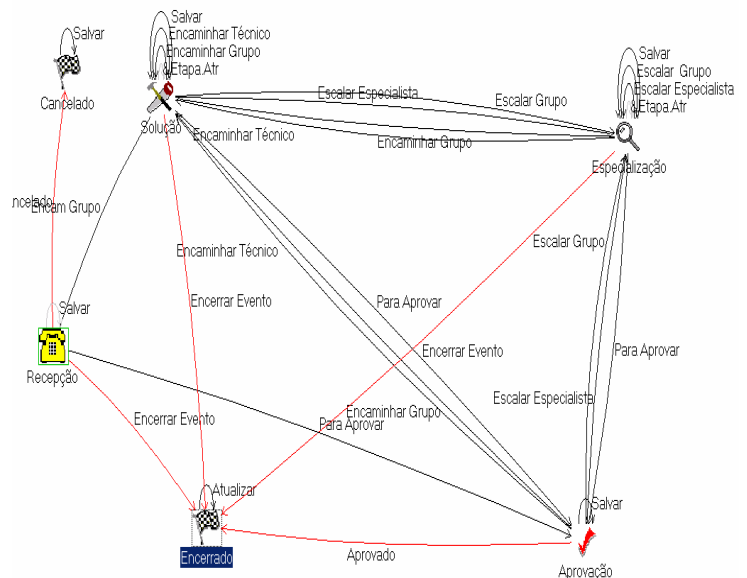 Salvar
Encaminhar Técnico
Encaminhar Grupo
&Etapa.Atr
Salvar
Cancelado
Solução
Salvar
Escalar Grupo
Escalar Especialista
&Etapa.Atr
Especialização
Escalar Especialista
Escalar Grupo
Encaminhar Técnico
Encaminhar Grupo
ncelado
Encam Grupo
Encaminhar Técnico
Escalar Grupo
Salvar
Encerrar Evento
Para Aprovar
Encerrar Evento
Para Aprovar
Recepção
Encerrar Evento
Encaminhar Grupo
Para Aprovar
Escalar Especialista
Atualizar
Salvar
Encerrado
Aprovado
Aprovação